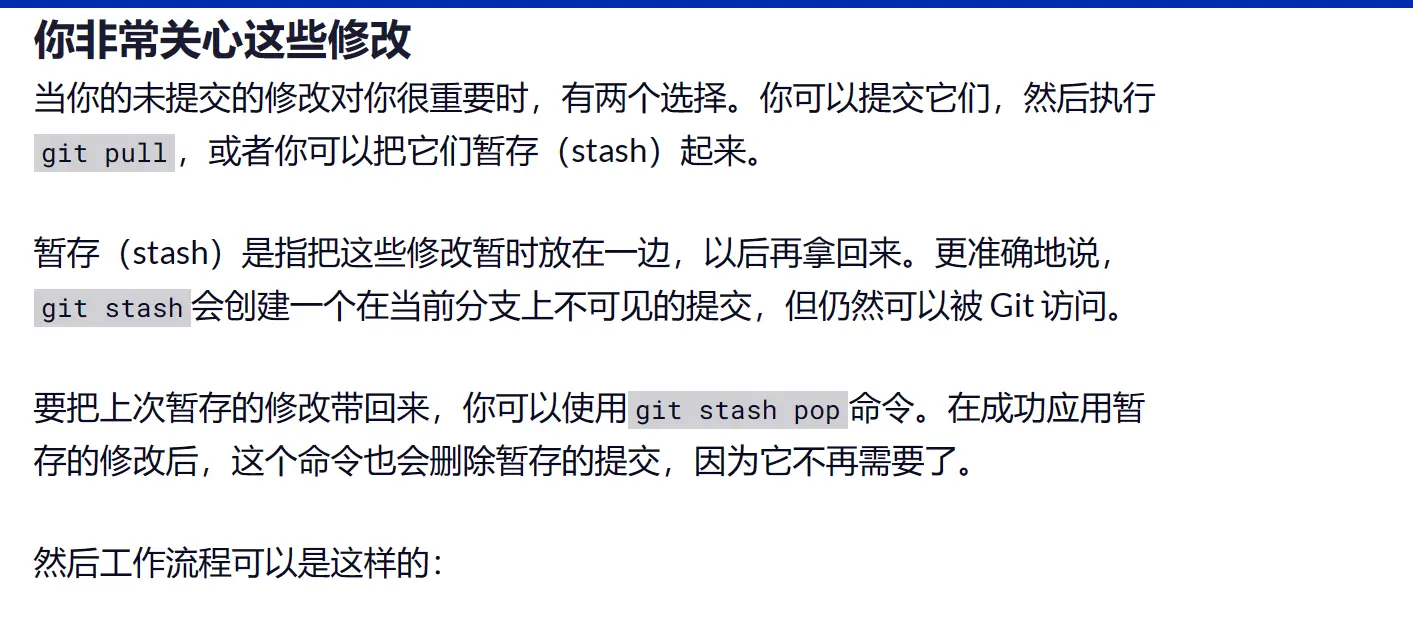 你非常关心这些修改
当你的未提交的修改对你很重要时，有两个选择。你可以提交它们，然后执行
git pull，或者你可以把它们暂存（stash）起来。
暂存（stash）是指把这些修改暂时放在一边，以后再拿回来。更准确地说，
git stash会创建一个在当前分支上不可见的提交，但仍然可以被 Git 访问。
要把上次暂存的修改带回来，你可以使用git stash pop命令。在成功应用暂
存的修改后，这个命令也会删除暂存的提交，因为它不再需要了。
然后工作流程可以是这样的：